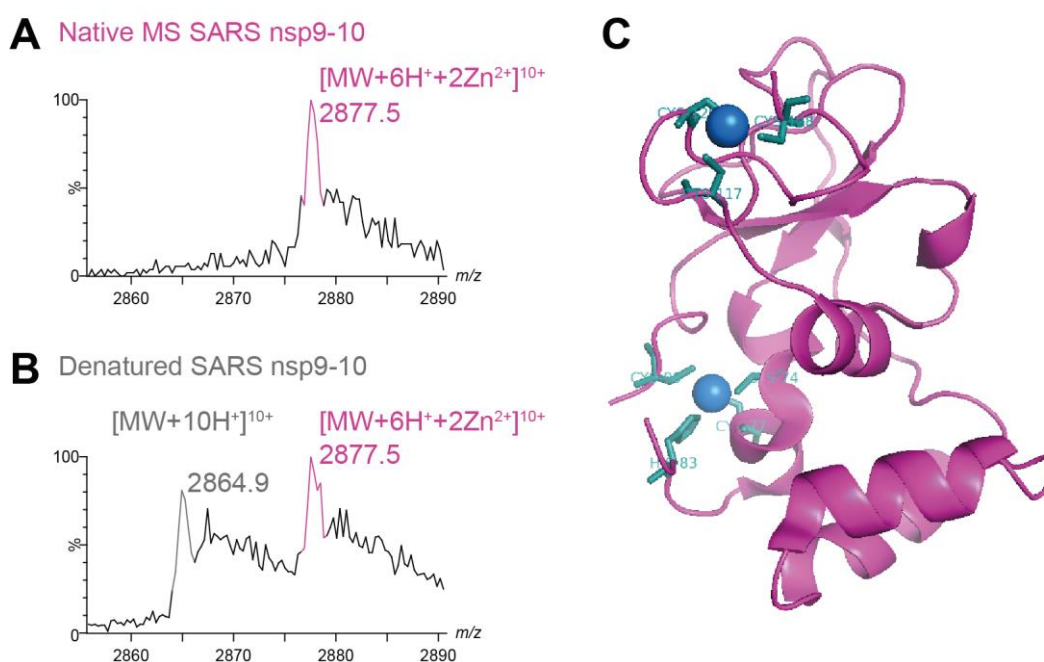 A Native MS SARS nsp9-10
[MW+6H⁺+2Zn²⁺]¹⁰⁺
2877.5
100
%
0
2860 2870 2880 2890 m/z
B Denatured SARS nsp9-10
[MW+10H⁺]¹⁰⁺
2864.9
[MW+6H⁺+2Zn²⁺]¹⁰⁺
2877.5
100
%
0
2860 2870 2880 2890 m/z
C